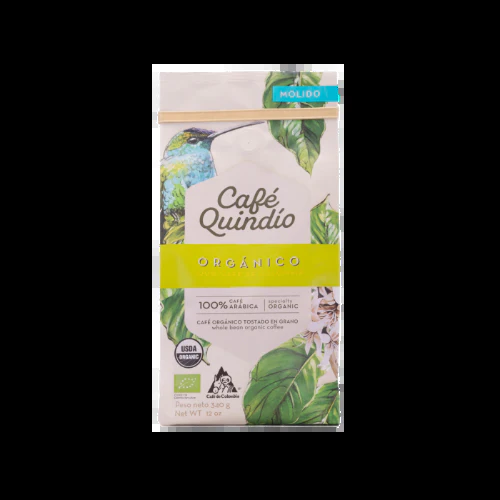 MOLIDO
Café
Quindío
ORGÁNICO
100% CAFÉ ARÁBICA | specialty ORGANIC
CAFÉ ORGÁNICO TOSTADO EN GRANO
whole bean organic coffee
USDA
ORGANIC
Café de Colombia
Peso neto 340 g
Net WT 12 oz